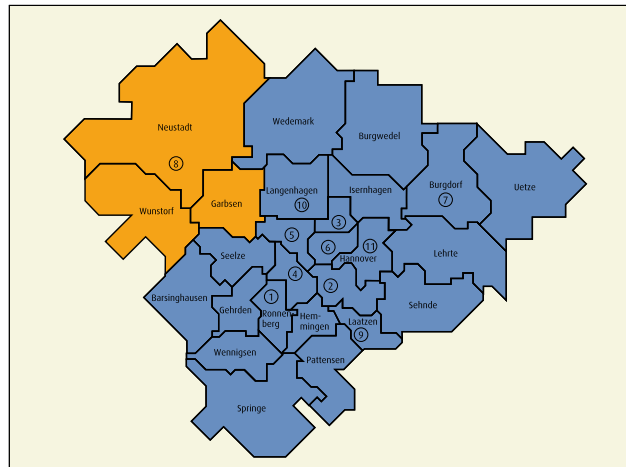 Neustadt
8
Wedemark
Burgwedel
Wunstorf
Garbsen
Langenhagen
10
Isernhagen
Burgdorf
7
Uetze
3
5
6
11
Hannover
Lehrte
Seelze
4
2
Barsinghausen
1
Gehrden
Ronnen-
berg
Hem-
mingen
Laatzen
9
Sehnde
Wennigsen
Pattensen
Springe